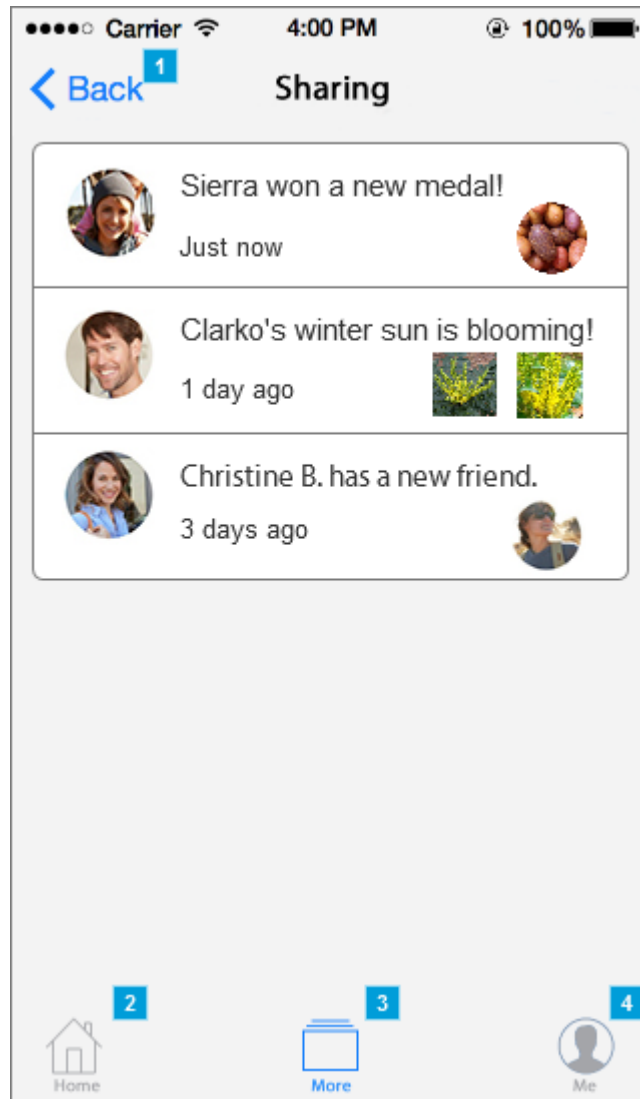 Carrier 4:00 PM 100%
1
Back Sharing
Sierra won a new medal!
Just now
Clarko's winter sun is blooming!
1 day ago
Christine B. has a new friend.
3 days ago
2 3 4
Home More Me